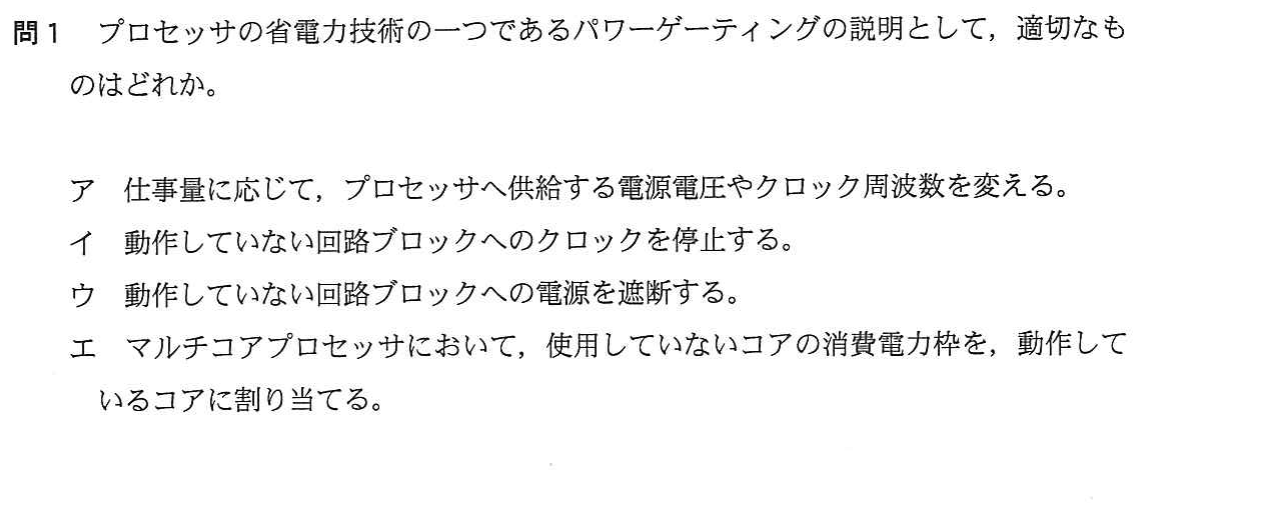 問1 プロセッサの省電力技術の一つであるパワーゲーティングの説明として，適切なも
のはどれか。
ア 仕事量に応じて，プロセッサへ供給する電源電圧やクロック周波数を変える。
イ 動作していない回路ブロックへのクロックを停止する。
ウ 動作していない回路ブロックへの電源を遮断する。
エ マルチコアプロセッサにおいて，使用していないコアの消費電力枠を，動作して
いるコアに割り当てる。